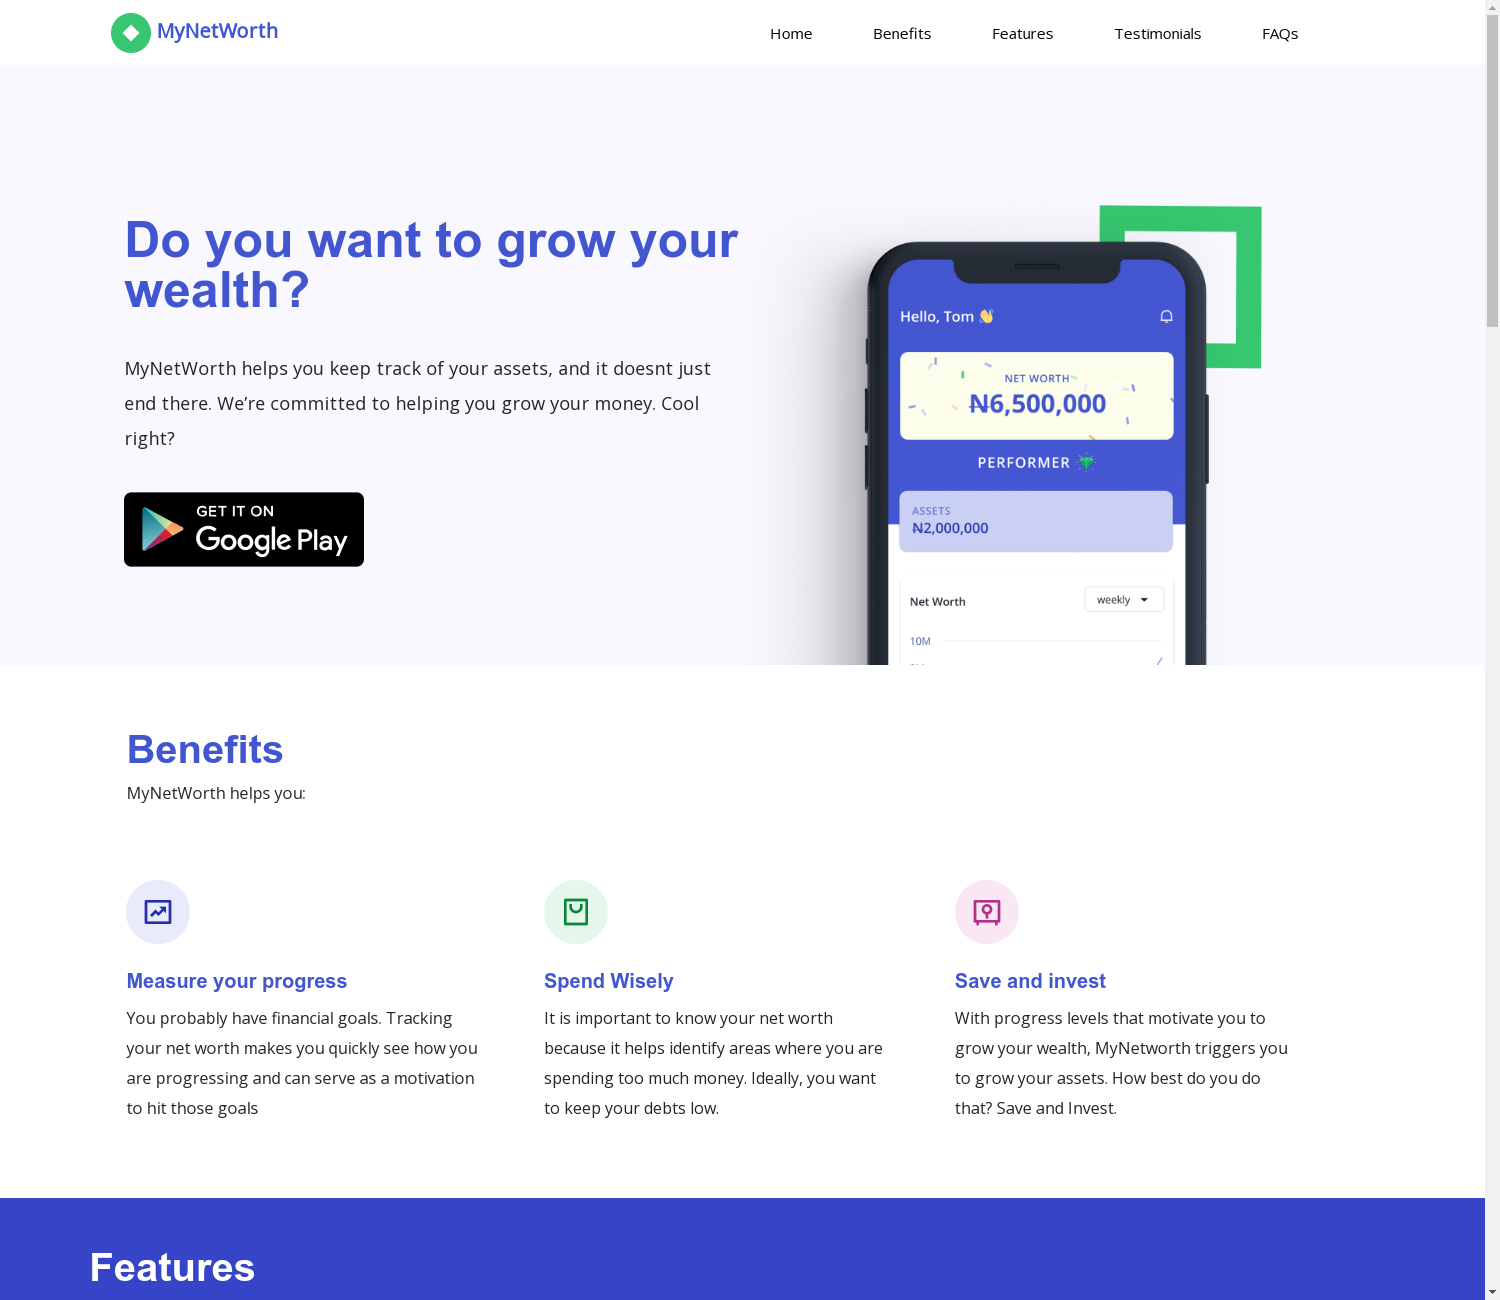 MyNetWorth
Home
Benefits
Features
Testimonials
FAQs
Do you want to grow your
wealth?
MyNetWorth helps you keep track of your assets, and it doesnt just
end there. We’re committed to helping you grow your money. Cool
right?
GET IT ON
Google Play
Hello, Tom
NET WORTH
₦6,500,000
PERFORMER
ASSETS
₦2,000,000
Net Worth
weekly
10M
Benefits
MyNetWorth helps you:
Measure your progress
You probably have financial goals. Tracking
your net worth makes you quickly see how you
are progressing and can serve as a motivation
to hit those goals
Spend Wisely
It is important to know your net worth
because it helps identify areas where you are
spending too much money. Ideally, you want
to keep your debts low.
Save and invest
With progress levels that motivate you to
grow your wealth, MyNetworth triggers you
to grow your assets. How best do you do
that? Save and Invest.
Features